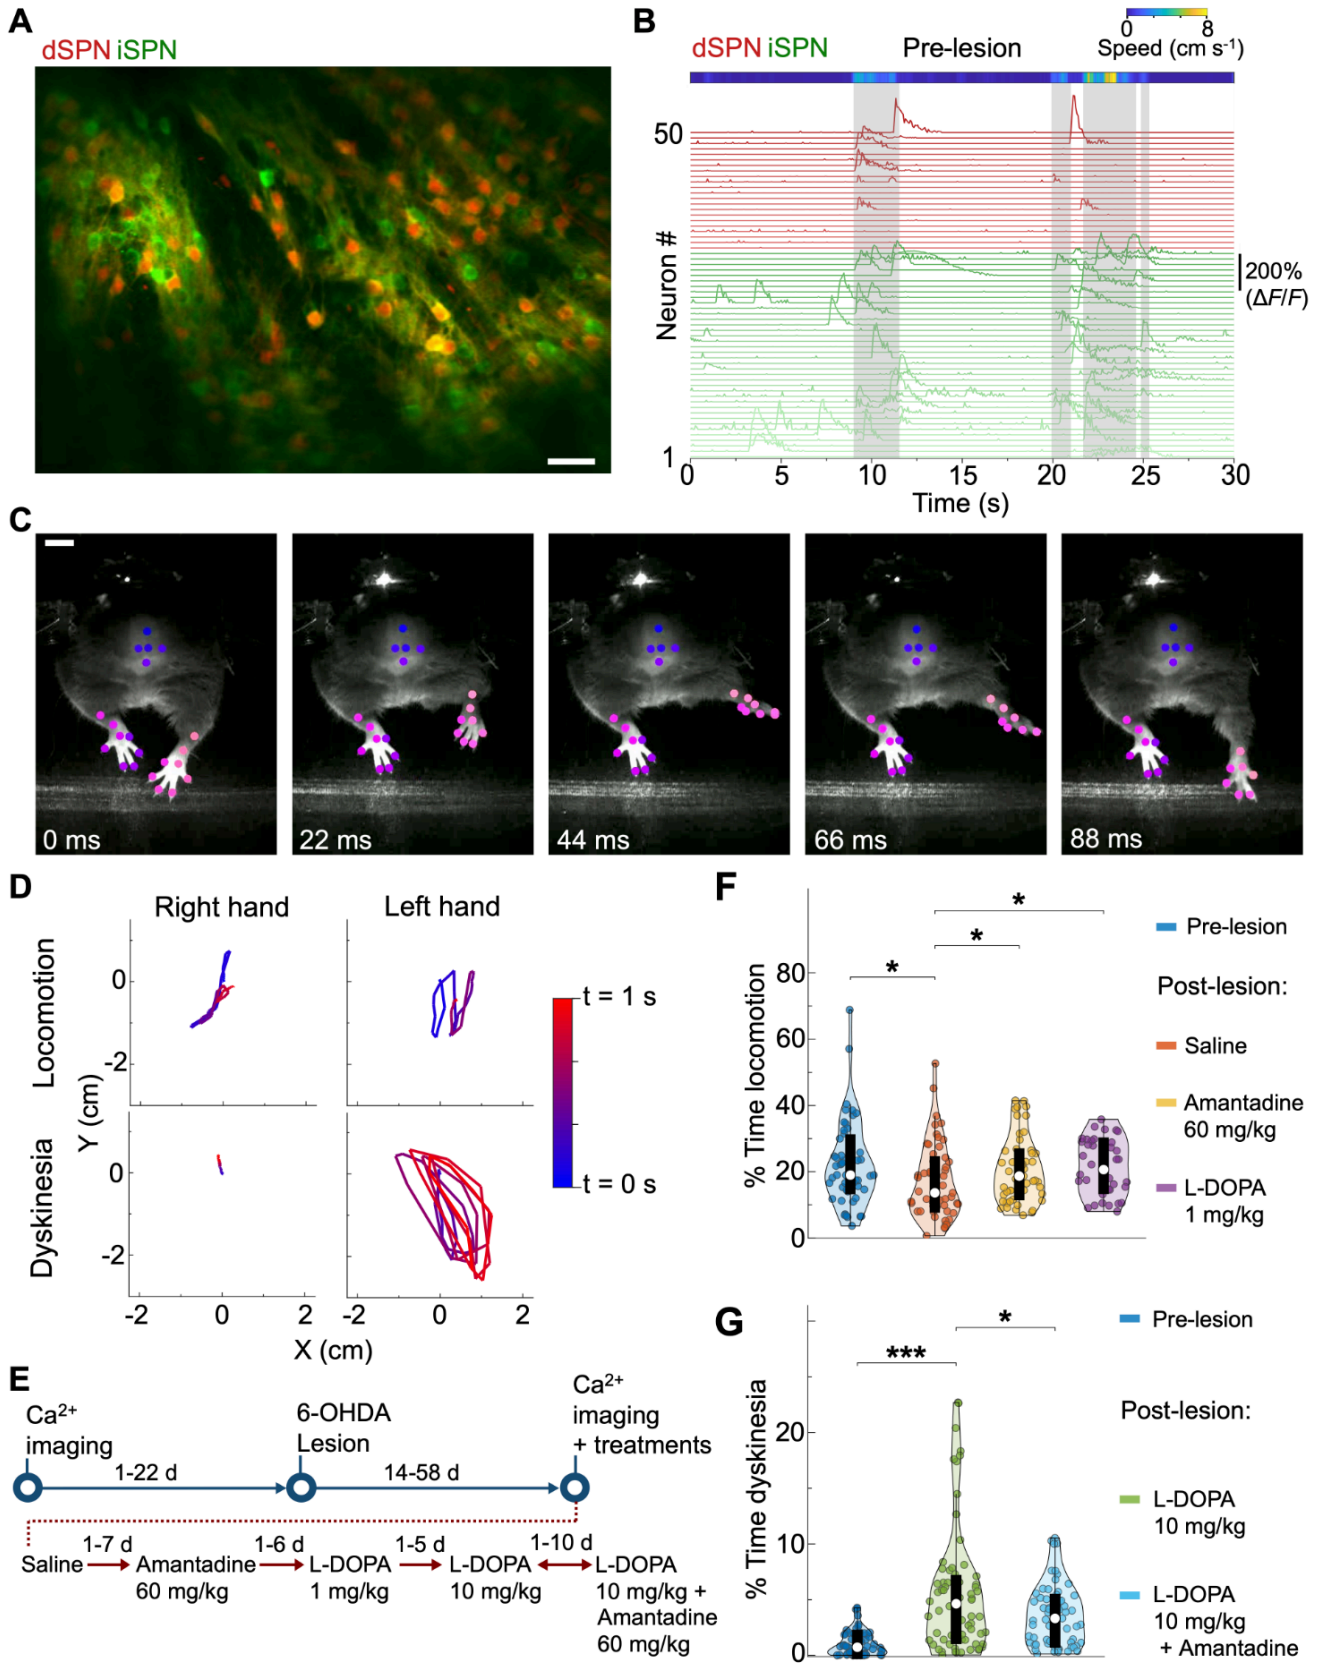 A
dSPN iSPN
B
dSPN iSPN
Pre-lesion
0 8
Speed (cm s⁻¹)
50
Neuron #
1
200%
(ΔF/F)
0 5 10 15 20 25 30
Time (s)
C
0 ms
22 ms
44 ms
66 ms
88 ms
D
Right hand
Left hand
Locomotion
Dyskinesia
Y (cm)
0
-2
0
-2
-2 0 2
-2 0 2
X (cm)
t = 1 s
t = 0 s
E
Ca²⁺
imaging
6-OHDA
Lesion
Ca²⁺
imaging
+ treatments
1-22 d
14-58 d
1-7 d
1-6 d
1-5 d
1-10 d
Saline
Amantadine
60 mg/kg
L-DOPA
1 mg/kg
L-DOPA
10 mg/kg
L-DOPA
10 mg/kg +
Amantadine
60 mg/kg
F
% Time locomotion
80
60
40
20
0
*
*
*
Pre-lesion
Post-lesion:
Saline
Amantadine
60 mg/kg
L-DOPA
1 mg/kg
G
% Time dyskinesia
20
10
0
***
*
Pre-lesion
Post-lesion:
L-DOPA
10 mg/kg
L-DOPA
10 mg/kg
+ Amantadine